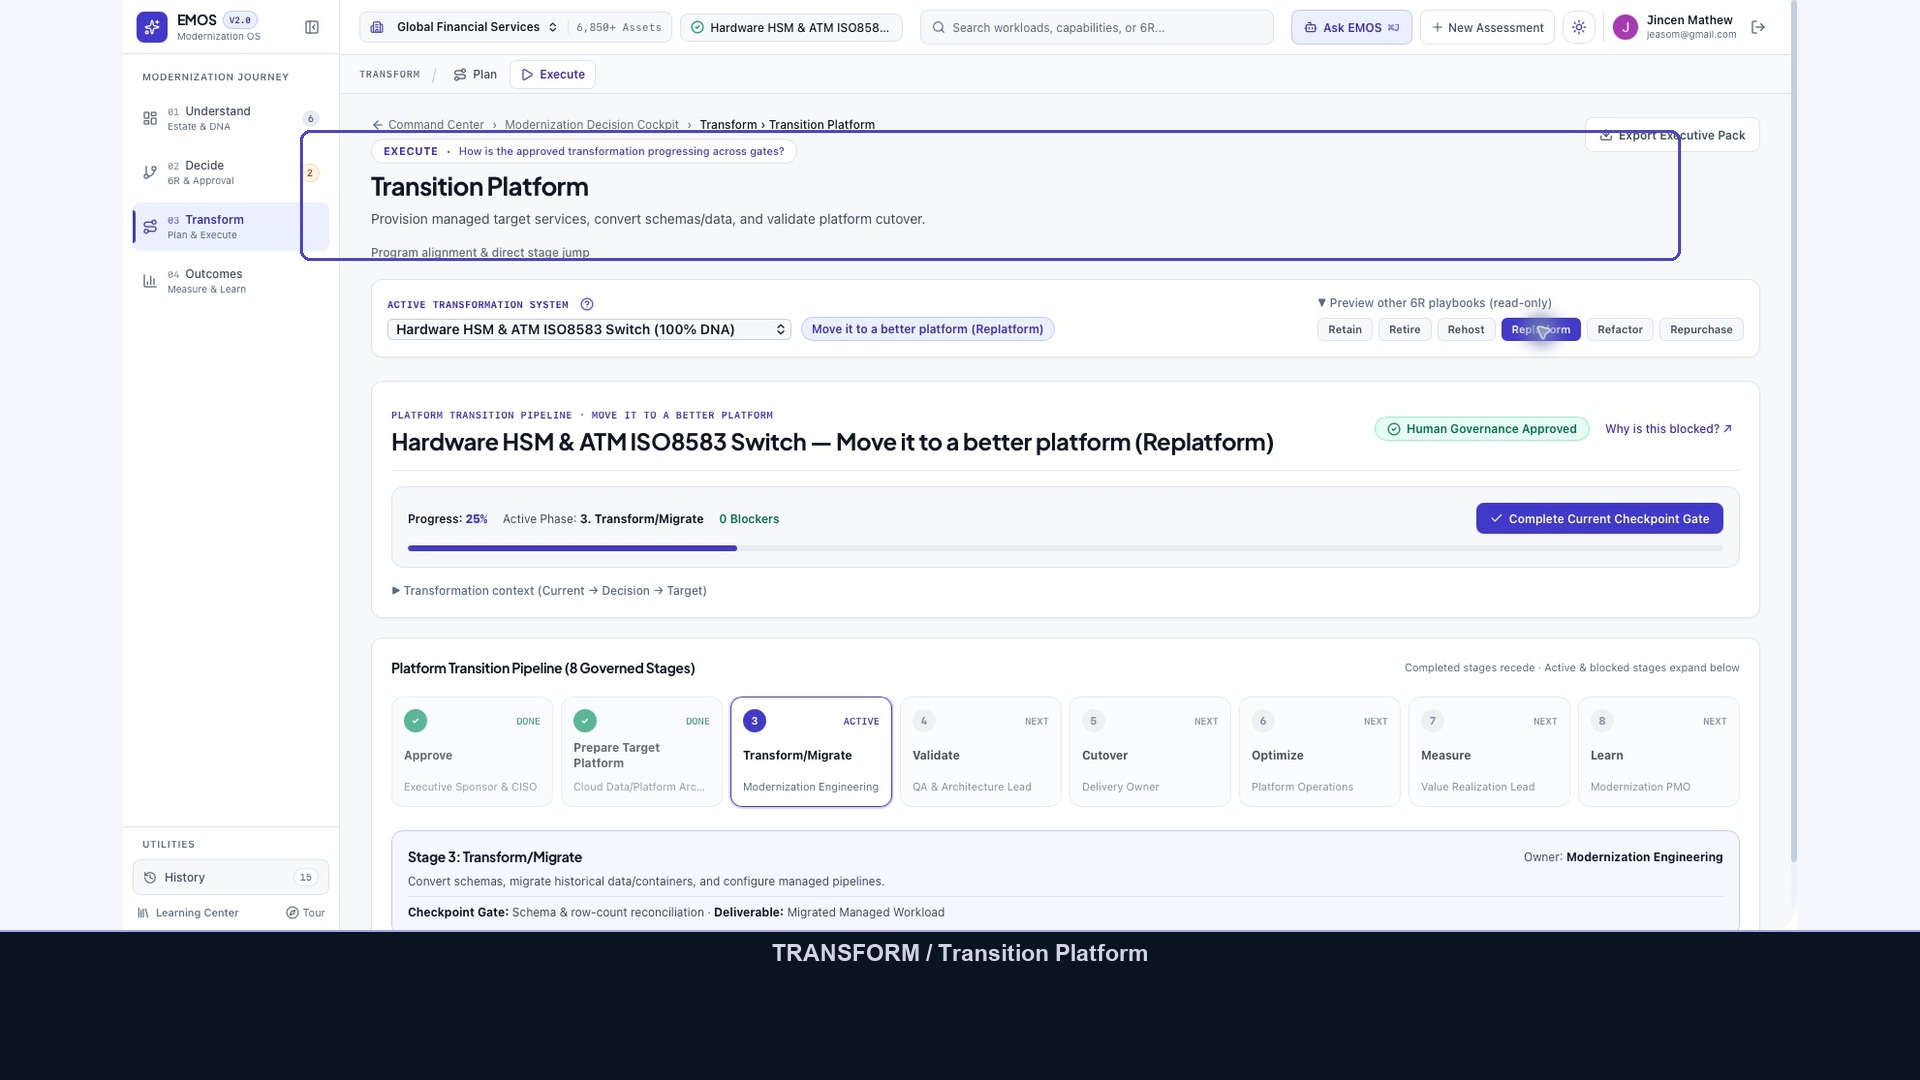 EMOS V2.0
Modernization OS
Global Financial Services
6,850+ Assets
Hardware HSM & ATM ISO858...
Search workloads, capabilities, or 6R...
Ask EMOS ⌘J
New Assessment
J
Jincen Mathew
jeasom@gmail.com
MODERNIZATION JOURNEY
01 Understand
Estate & DNA
6
02 Decide
6R & Approval
2
03 Transform
Plan & Execute
04 Outcomes
Measure & Learn
UTILITIES
History 15
Learning Center
Tour
TRANSFORM / Plan Execute
← Command Center › Modernization Decision Cockpit › Transform › Transition Platform
Export Executive Pack
EXECUTE · How is the approved transformation progressing across gates?
Transition Platform
Provision managed target services, convert schemas/data, and validate platform cutover.
Program alignment & direct stage jump
ACTIVE TRANSFORMATION SYSTEM ?
Hardware HSM & ATM ISO8583 Switch (100% DNA)
Move it to a better platform (Replatform)
▼ Preview other 6R playbooks (read-only)
Retain Retire Rehost Replatform Refactor Repurchase
PLATFORM TRANSITION PIPELINE · MOVE IT TO A BETTER PLATFORM
Hardware HSM & ATM ISO8583 Switch — Move it to a better platform (Replatform)
Human Governance Approved
Why is this blocked? ↗
Progress: 25% Active Phase: 3. Transform/Migrate 0 Blockers
Complete Current Checkpoint Gate
▶ Transformation context (Current → Decision → Target)
Platform Transition Pipeline (8 Governed Stages)
Completed stages recede · Active & blocked stages expand below
DONE
Approve
Executive Sponsor & CISO
DONE
Prepare Target
Platform
Cloud Data/Platform Arc...
3 ACTIVE
Transform/Migrate
Modernization Engineering
4 NEXT
Validate
QA & Architecture Lead
5 NEXT
Cutover
Delivery Owner
6 NEXT
Optimize
Platform Operations
7 NEXT
Measure
Value Realization Lead
8 NEXT
Learn
Modernization PMO
Stage 3: Transform/Migrate
Owner: Modernization Engineering
Convert schemas, migrate historical data/containers, and configure managed pipelines.
Checkpoint Gate: Schema & row-count reconciliation · Deliverable: Migrated Managed Workload
TRANSFORM / Transition Platform